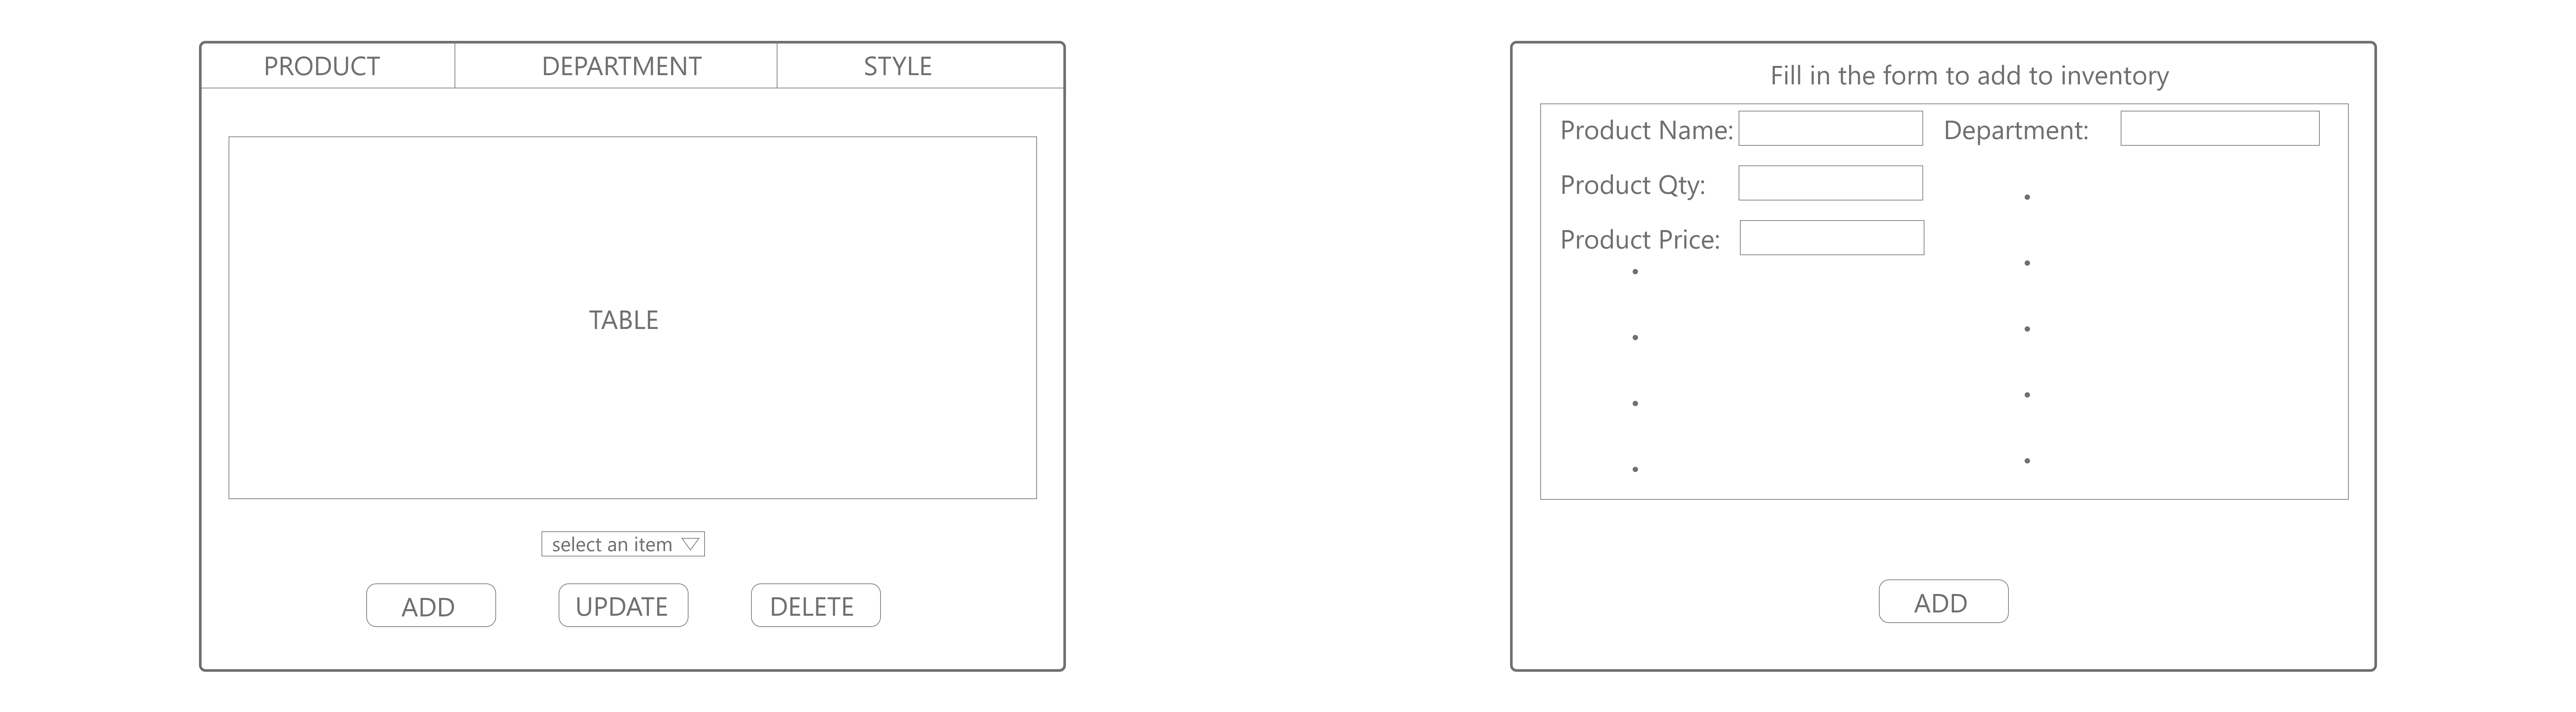 PRODUCT DEPARTMENT STYLE
TABLE
select an item
ADD UPDATE DELETE
Fill in the form to add to inventory
Product Name: Department:
Product Qty:
Product Price:
ADD